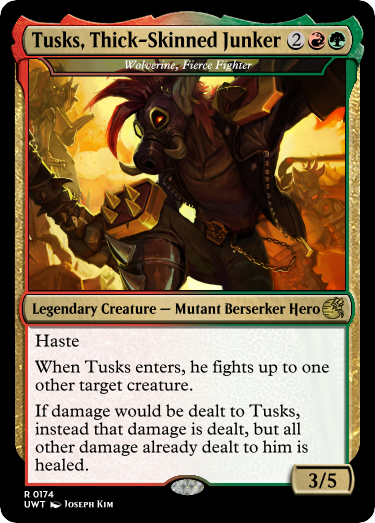 Tusks, Thick-Skinned Junker 2
Wolverine, Fierce Fighter
Legendary Creature — Mutant Berserker Hero
Haste
When Tusks enters, he fights up to one
other target creature.
If damage would be dealt to Tusks,
instead that damage is dealt, but all
other damage already dealt to him is
healed.
3/5
R 0174
UWT Joseph Kim